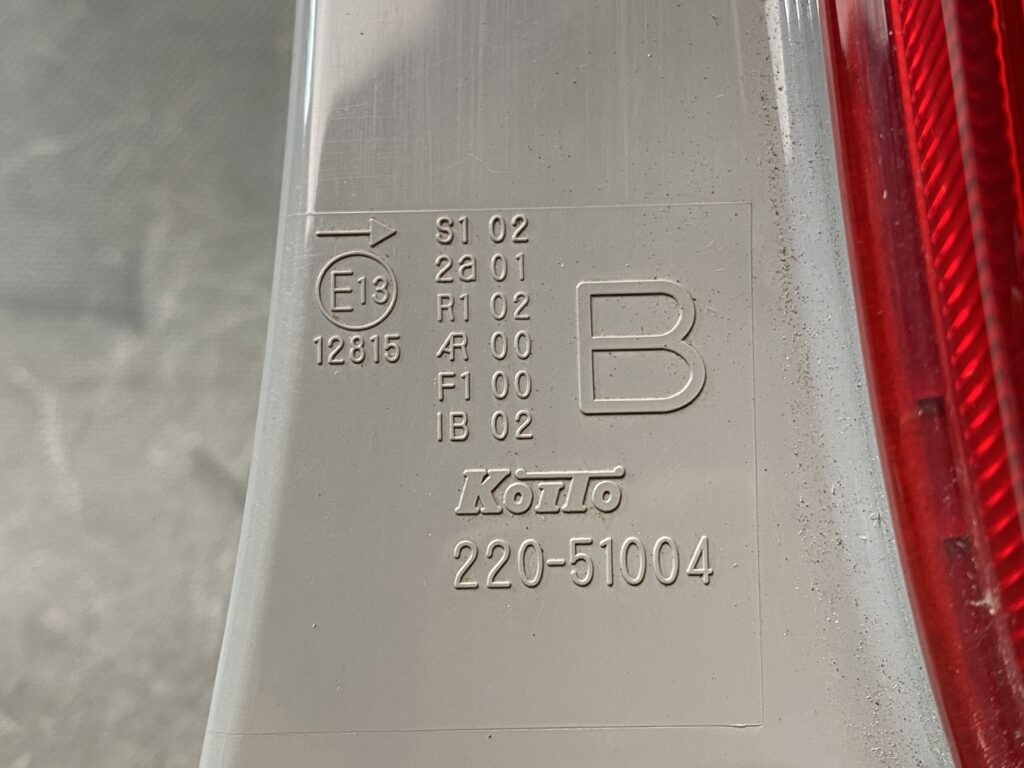 → S1 02
2a 01
E13
R1 02
12815 AR 00
F1 00
IB 02
B
KOITO
220-51004